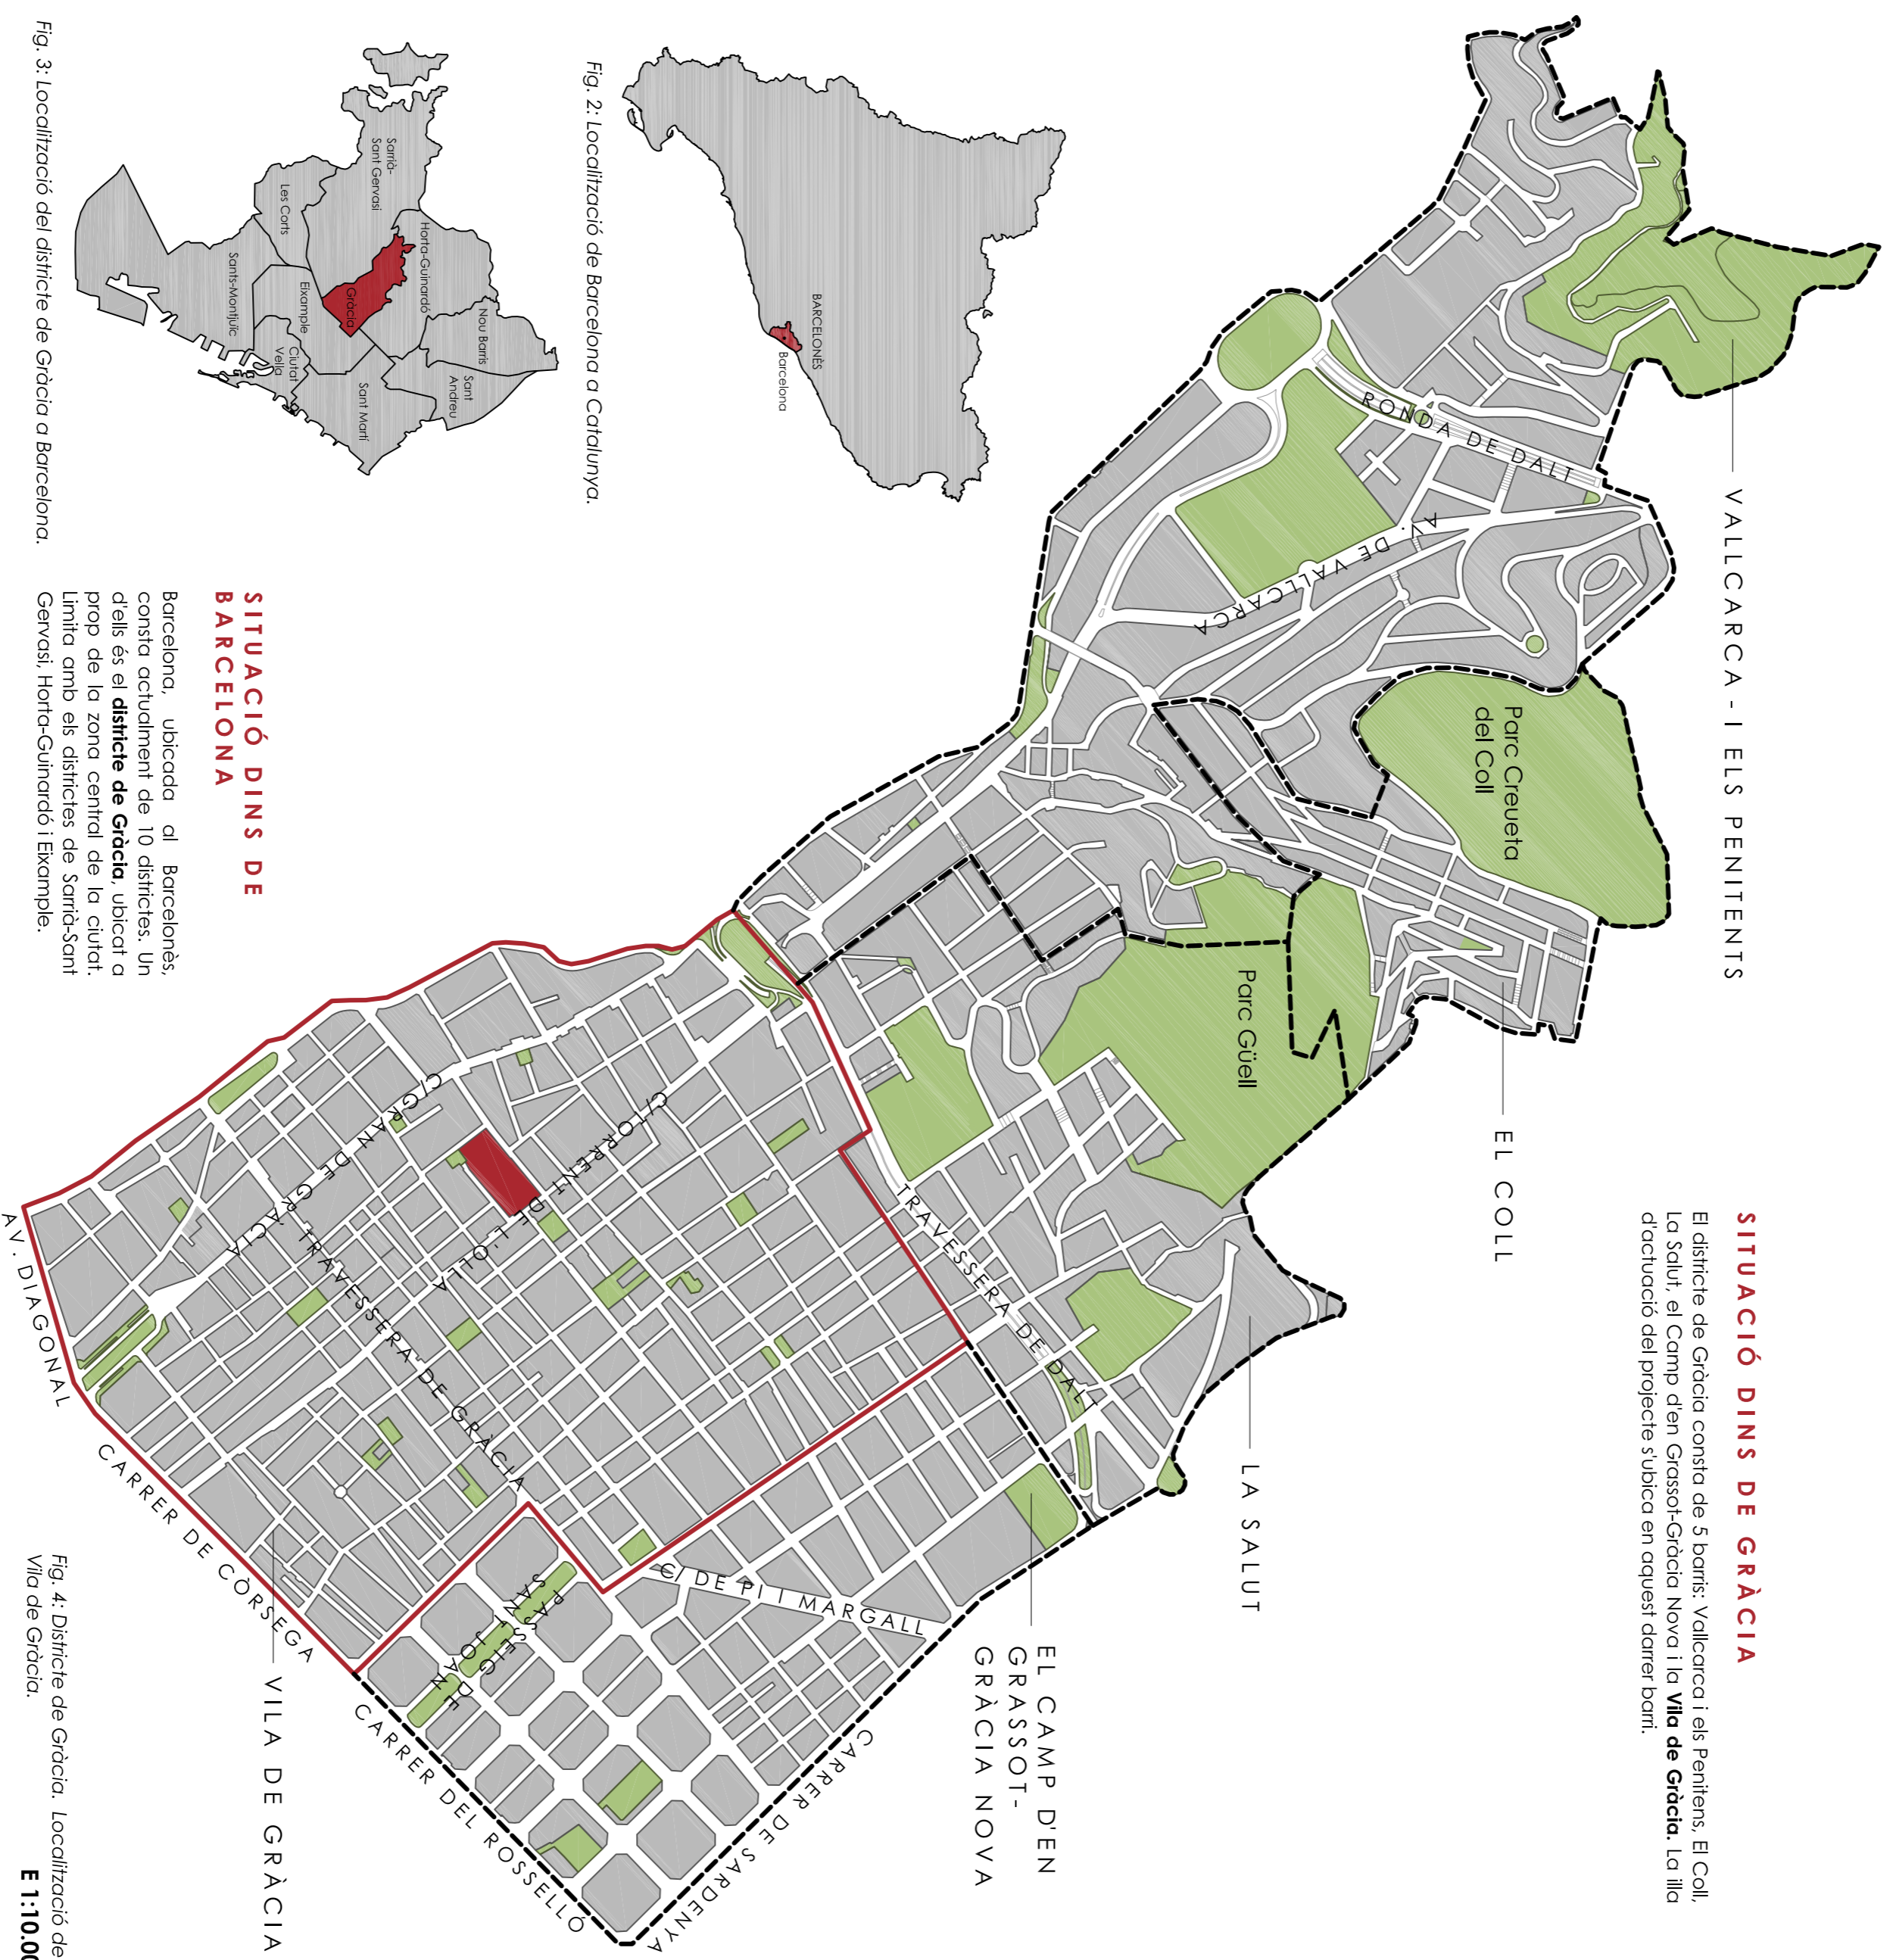 VALLCARCA - I ELS PENITENTS
EL COLL
LA SALUT
EL CAMP D'EN
GRASSOT-
GRÀCIA NOVA
VILA DE GRÀCIA
Parc Creueta
del Coll
Parc Güell
RONDA DE DALT
AV. DE VALLCARCA
TRAVESSERA DE DALT
C/TORRENT DE L'OLLA
C/GRAN DE GRÀCIA
TRAVESSERA DE GRÀCIA
C/ DE PI I MARGALL
PASSEIG DE
SANT JOAN
AV. DIAGONAL
CARRER DE CÒRSEGA
CARRER DEL ROSSELLÓ
CARRER DE SARDENYA
SITUACIÓ DINS DE GRÀCIA
El districte de Gràcia consta de 5 barris: Vallcarca i els Penitens, El Coll,
La Salut, el Camp d'en Grassot-Gràcia Nova i la Vila de Gràcia. La illa
d'actuació del projecte s'ubica en aquest darrer barri.
BARCELONÈS
Barcelona
Fig. 2: Localització de Barcelona a Catalunya.
Sarrià-
Sant Gervasi
Horta-Guinardó
Nou Barris
Sant
Andreu
Les Corts
Gràcia
Eixample
Sants-Montjuïc
Ciutat
Vella
Sant Martí
Fig. 3: Localització del districte de Gràcia a Barcelona.
SITUACIÓ DINS DE
BARCELONA
Barcelona, ubicada al Barcelonès,
consta actualment de 10 districtes. Un
d'ells és el districte de Gràcia, ubicat a
prop de la zona central de la ciutat.
Limita amb els districtes de Sarrià-Sant
Gervasi, Horta-Guinardó i Eixample.
Fig. 4: Districte de Gràcia. Localització de
Vila de Gràcia.
E 1:10.00